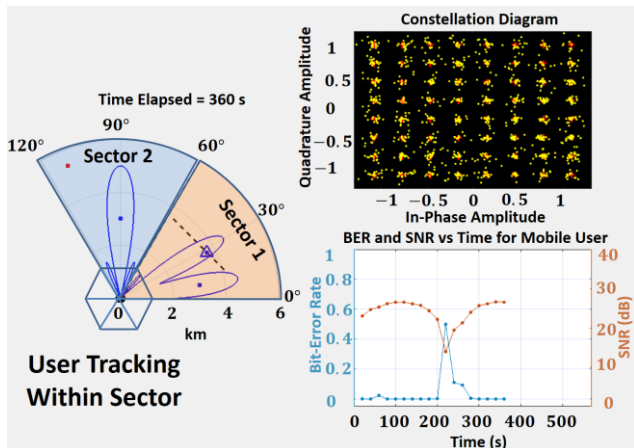 Time Elapsed = 360 s
90°
120°
60°
Sector 2
Sector 1
30°
0°
0 2 4 6
km
User Tracking
Within Sector
Constellation Diagram
Quadrature Amplitude
1
0.5
0
−0.5
−1
−1 −0.5 0 0.5 1
In-Phase Amplitude
BER and SNR vs Time for Mobile User
Bit-Error Rate
1
0.8
0.6
0.4
0.2
0
40
30
20
10
0
SNR (dB)
0 100 200 300 400 500
Time (s)